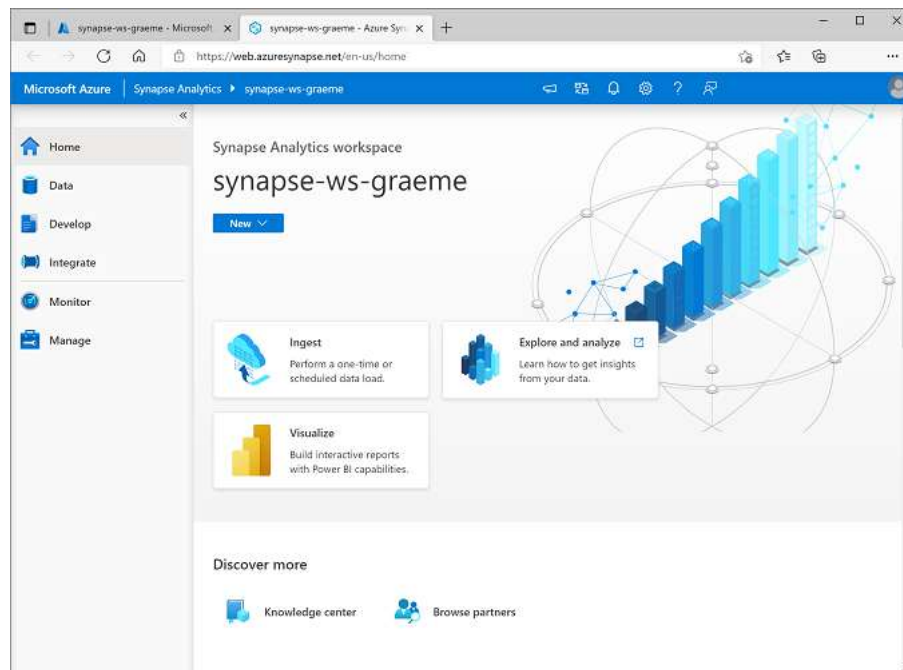 synapse-ws-graeme - Microsoft
synapse-ws-graeme - Azure Syn
https://web.azuresynapse.net/en-us/home
Microsoft Azure
Synapse Analytics
synapse-ws-graeme
Home
Data
Develop
Integrate
Monitor
Manage
Synapse Analytics workspace
synapse-ws-graeme
New
Ingest
Perform a one-time or
scheduled data load.
Explore and analyze
Learn how to get insights
from your data.
Visualize
Build interactive reports
with Power BI capabilities.
Discover more
Knowledge center
Browse partners